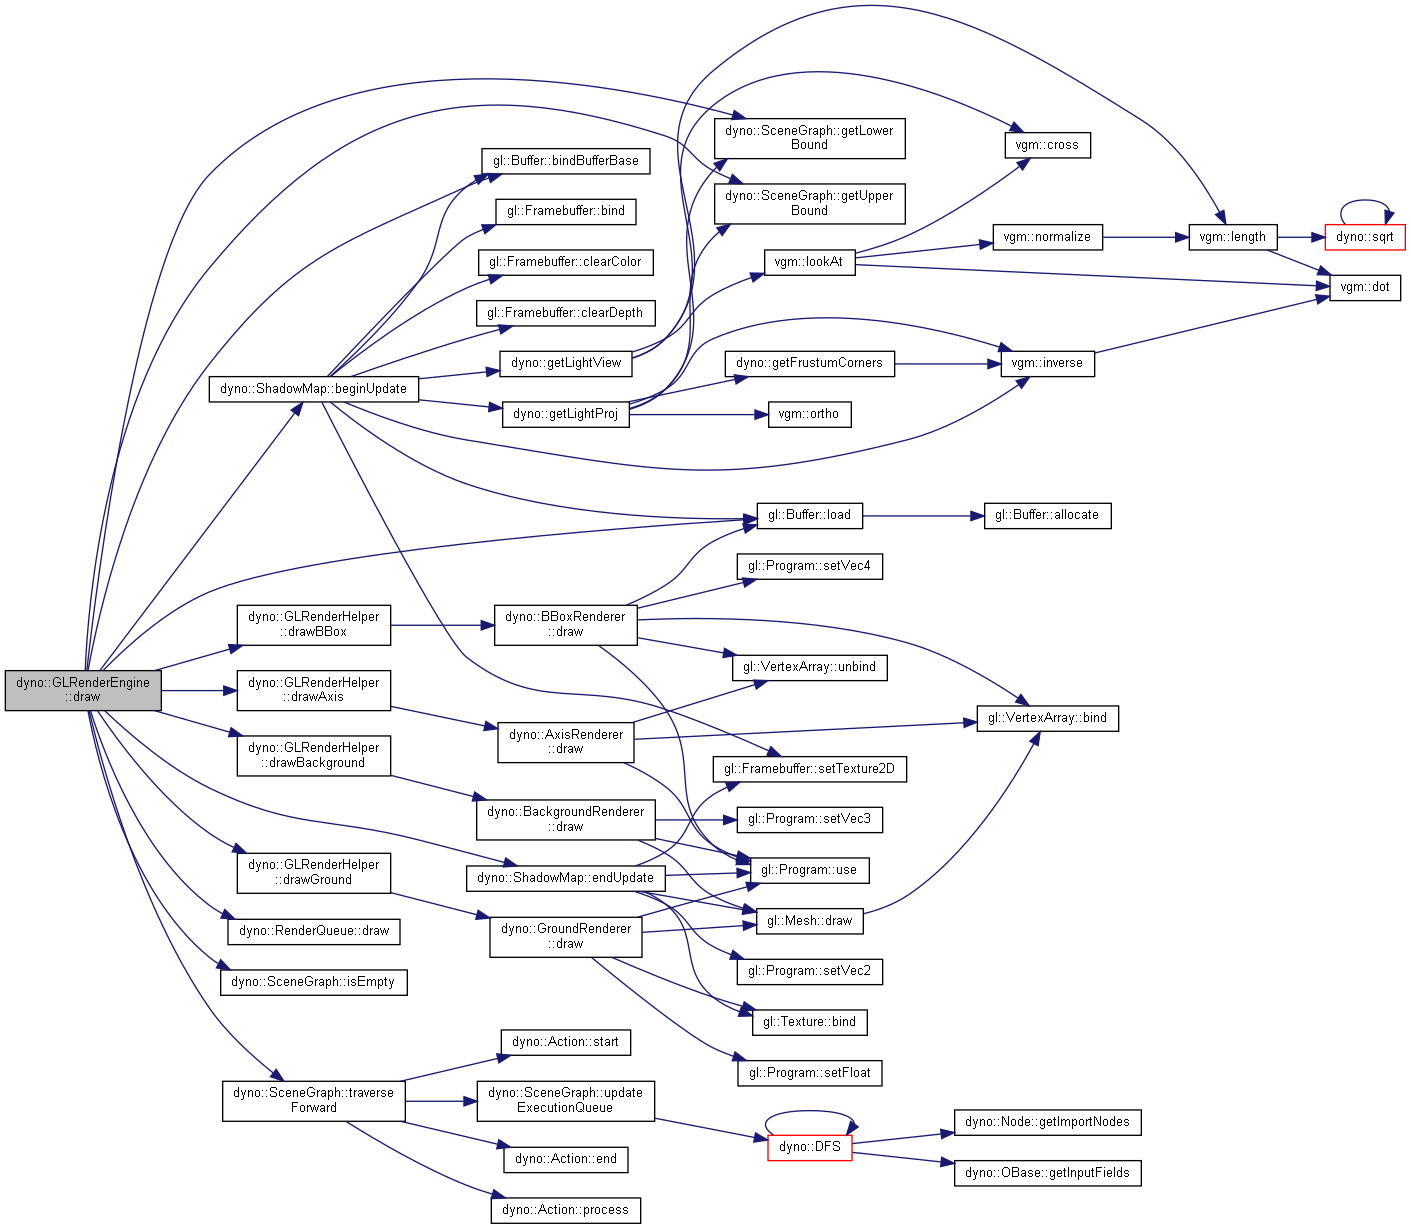 dyno::GLRenderEngine
::draw
dyno::ShadowMap::beginUpdate
dyno::GLRenderHelper
::drawBBox
dyno::GLRenderHelper
::drawAxis
dyno::GLRenderHelper
::drawBackground
dyno::GLRenderHelper
::drawGround
dyno::RenderQueue::draw
dyno::SceneGraph::isEmpty
dyno::SceneGraph::traverse
Forward
gl::Buffer::bindBufferBase
gl::Framebuffer::bind
gl::Framebuffer::clearColor
gl::Framebuffer::clearDepth
dyno::getLightView
dyno::getLightProj
dyno::BBoxRenderer
::draw
dyno::AxisRenderer
::draw
dyno::BackgroundRenderer
::draw
dyno::ShadowMap::endUpdate
dyno::GroundRenderer
::draw
dyno::Action::start
dyno::SceneGraph::update
ExecutionQueue
dyno::Action::end
dyno::Action::process
dyno::SceneGraph::getLower
Bound
dyno::SceneGraph::getUpper
Bound
vgm::lookAt
dyno::getFrustumCorners
vgm::ortho
gl::Buffer::load
gl::Program::setVec4
gl::VertexArray::unbind
gl::Framebuffer::setTexture2D
gl::Program::setVec3
gl::Program::use
gl::Mesh::draw
gl::Program::setVec2
gl::Texture::bind
gl::Program::setFloat
dyno::DFS
vgm::cross
vgm::normalize
vgm::inverse
gl::Buffer::allocate
gl::VertexArray::bind
dyno::Node::getImportNodes
dyno::OBase::getInputFields
vgm::length
dyno::sqrt
vgm::dot